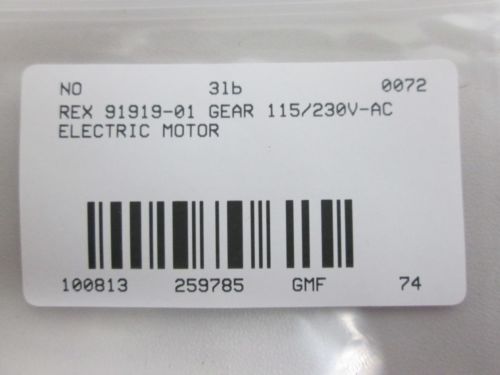 NO 3lb 0072
REX 91919-01 GEAR 115/230V-AC
ELECTRIC MOTOR
100813 259785 GMF 74